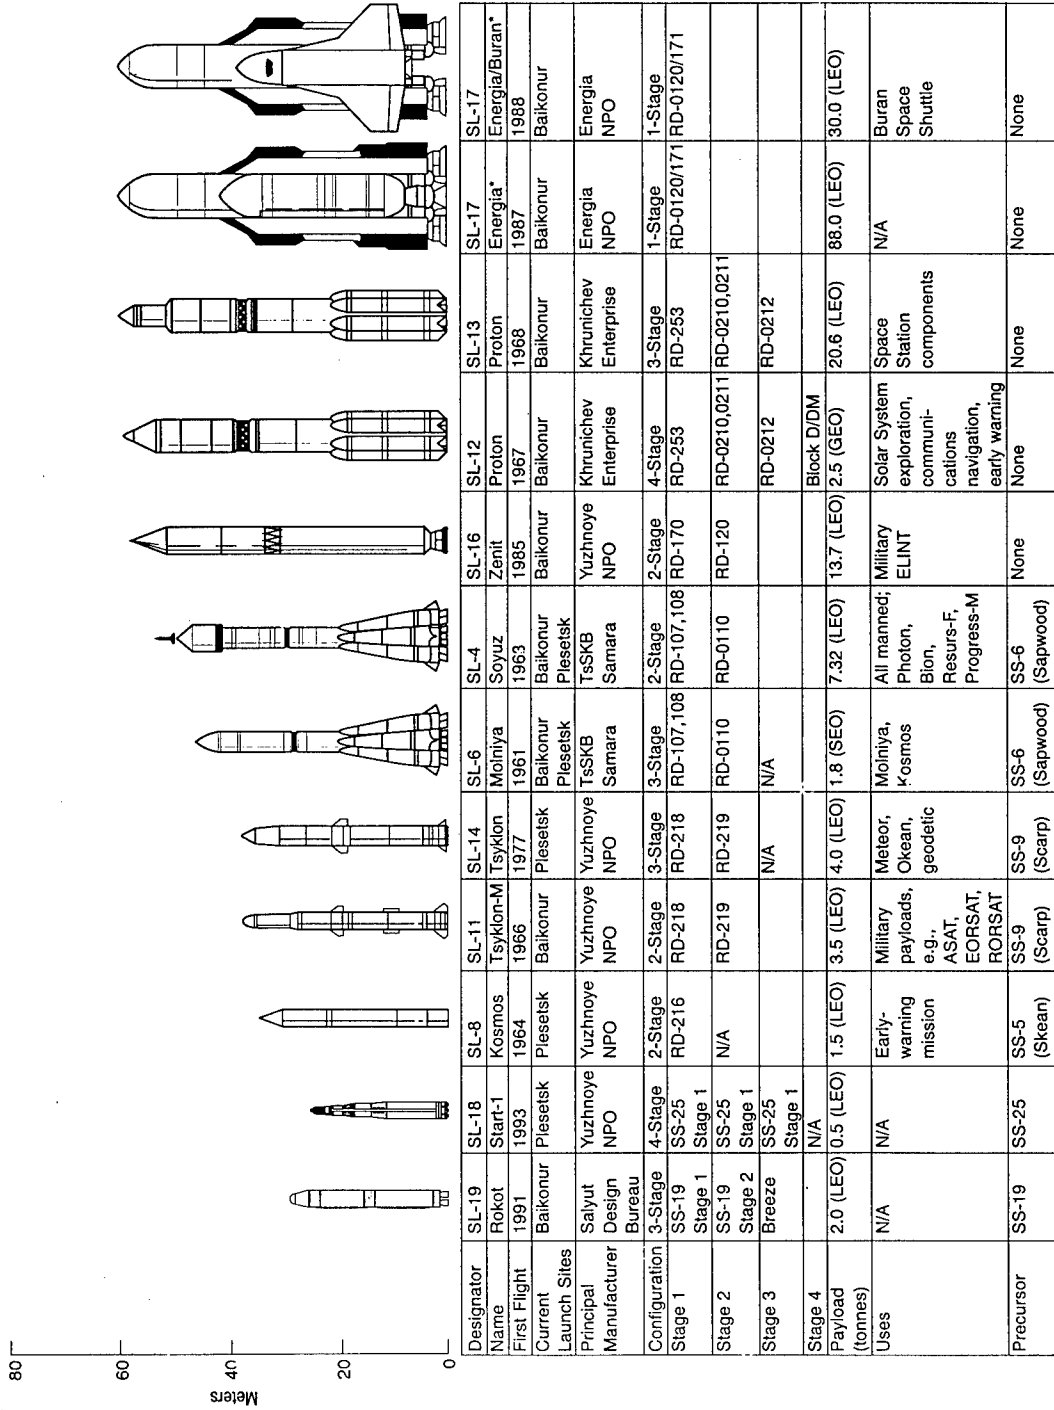 80
60
40
20
0
Meters
Designator SL-19 SL-18 SL-8 SL-11 SL-14 SL-6 SL-4 SL-16 SL-12 SL-13 SL-17 SL-17
Name Rokot Start-1 Kosmos Tsyklon-M Tsyklon Molniya Soyuz Zenit Proton Proton Energia* Energia/Buran*
First Flight 1991 1993 1964 1966 1977 1961 1963 1985 1967 1968 1987 1988
Current Baikonur Plesetsk Plesetsk Baikonur Plesetsk Baikonur Baikonur Baikonur Baikonur Baikonur Baikonur Baikonur
Launch Sites Plesetsk Plesetsk
Principal Salyut Yuzhnoye Yuzhnoye Yuzhnoye Yuzhnoye TsSKB TsSKB Yuzhnoye Khrunichev Khrunichev Energia Energia
Manufacturer Design NPO NPO NPO NPO Samara Samara NPO Enterprise Enterprise NPO NPO
Bureau
Configuration 3-Stage 4-Stage 2-Stage 2-Stage 3-Stage 3-Stage 2-Stage 2-Stage 4-Stage 3-Stage 1-Stage 1-Stage
Stage 1 SS-19 SS-25 RD-216 RD-218 RD-218 RD-107,108 RD-107,108 RD-170 RD-253 RD-253 RD-0120/171 RD-0120/171
Stage 1 Stage 1
Stage 2 SS-19 SS-25 N/A RD-219 RD-219 RD-0110 RD-0110 RD-120 RD-0210,0211 RD-0210,0211
Stage 2 Stage 1
Stage 3 Breeze SS-25 N/A N/A RD-0212 RD-0212
Stage 1
Stage 4 N/A Block D/DM
Payload 2.0 (LEO) 0.5 (LEO) 1.5 (LEO) 3.5 (LEO) 4.0 (LEO) 1.8 (SEO) 7.32 (LEO) 13.7 (LEO) 2.5 (GEO) 20.6 (LEO) 88.0 (LEO) 30.0 (LEO)
(tonnes)
Uses N/A N/A Early- Military Meteor, Molniya, All manned; Military Solar System Space N/A Buran
warning payloads, Okean, Kosmos Photon, ELINT exploration, Station Space
mission e.g., geodetic Bion, communi- components Shuttle
ASAT, Resurs-F, cations
EORSAT, Progress-M navigation,
RORSAT early warning
Precursor SS-19 SS-25 SS-5 SS-9 SS-9 SS-6 SS-6 None None None None None
(Skean) (Scarp) (Scarp) (Sapwood) (Sapwood)